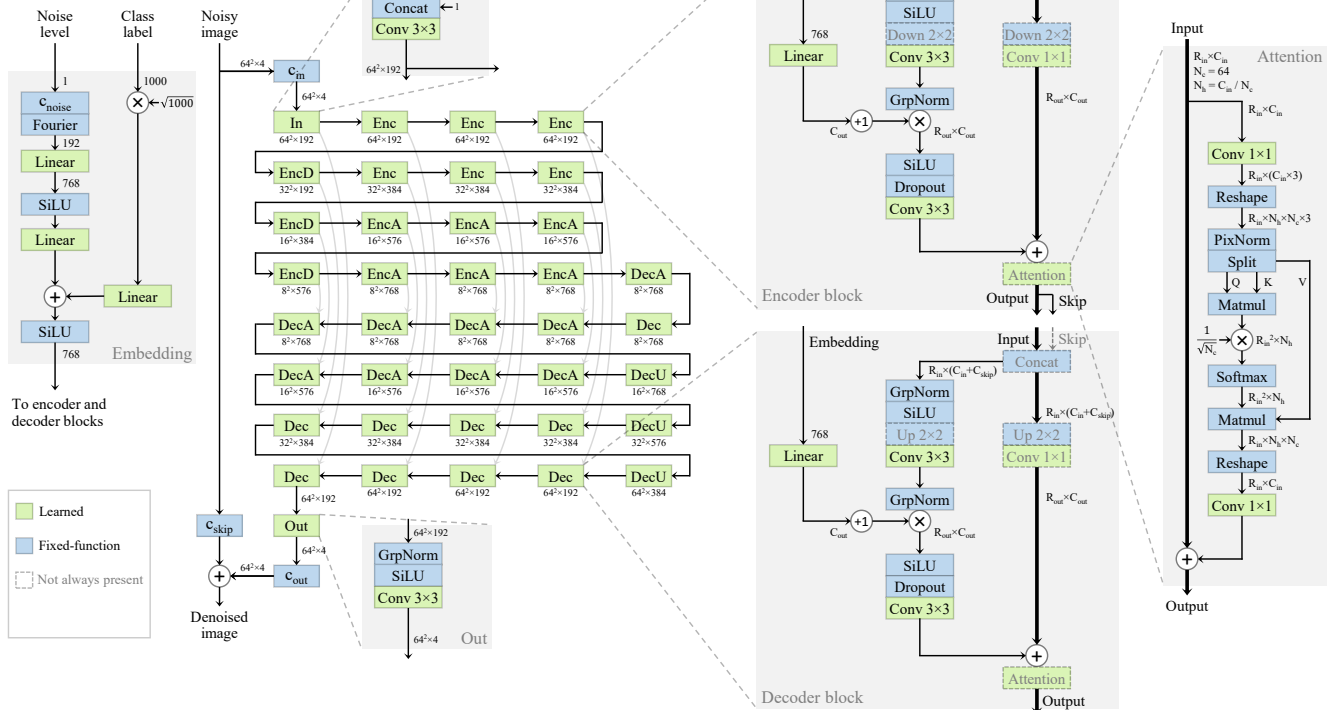 Noise level
Class label
Noisy image
1
1000
c_noise
Fourier
×
←√1000
192
Linear
768
SiLU
Linear
+
Linear
SiLU
768
Embedding
To encoder and
decoder blocks
Learned
Fixed-function
Not always present
Concat
1
Conv 3×3
64²×192
64²×4
c_in
64²×4
In
Enc
Enc
Enc
64²×192
64²×192
64²×192
64²×192
EncD
Enc
Enc
Enc
32²×192
32²×384
32²×384
32²×384
EncD
EncA
EncA
EncA
16²×384
16²×576
16²×576
16²×576
EncD
EncA
EncA
EncA
DecA
8²×576
8²×768
8²×768
8²×768
8²×768
DecA
DecA
DecA
DecA
Dec
8²×768
8²×768
8²×768
8²×768
8²×768
DecA
DecA
DecA
DecA
DecU
16²×576
16²×576
16²×576
16²×576
16²×768
Dec
Dec
Dec
Dec
DecU
32²×384
32²×384
32²×384
32²×384
32²×576
Dec
Dec
Dec
Dec
DecU
64²×192
64²×192
64²×192
64²×192
64²×384
c_skip
Out
64²×4
64²×4
+
c_out
Denoised
image
64²×192
GrpNorm
SiLU
Conv 3×3
64²×4
Out
768
Linear
SiLU
Down 2×2
Conv 3×3
Down 2×2
Conv 1×1
GrpNorm
R_out×C_out
C_out
+1
×
R_out×C_out
SiLU
Dropout
Conv 3×3
+
Attention
Encoder block
Output
Skip
Embedding
Input
Skip
Concat
R_in×(C_in+C_skip)
GrpNorm
SiLU
Up 2×2
Conv 3×3
R_in×(C_in+C_skip)
Up 2×2
Conv 1×1
768
Linear
GrpNorm
R_out×C_out
C_out
+1
×
R_out×C_out
SiLU
Dropout
Conv 3×3
+
Attention
Decoder block
Output
Input
Attention
R_in×C_in
N_c = 64
N_h = C_in / N_c
R_in×C_in
Conv 1×1
R_in×(C_in×3)
Reshape
R_in×N_h×N_c×3
PixNorm
Split
Q
K
V
Matmul
1/√N_c
×
R_in²×N_h
Softmax
R_in²×N_h
Matmul
R_in×N_h×N_c
Reshape
R_in×C_in
Conv 1×1
+
Output